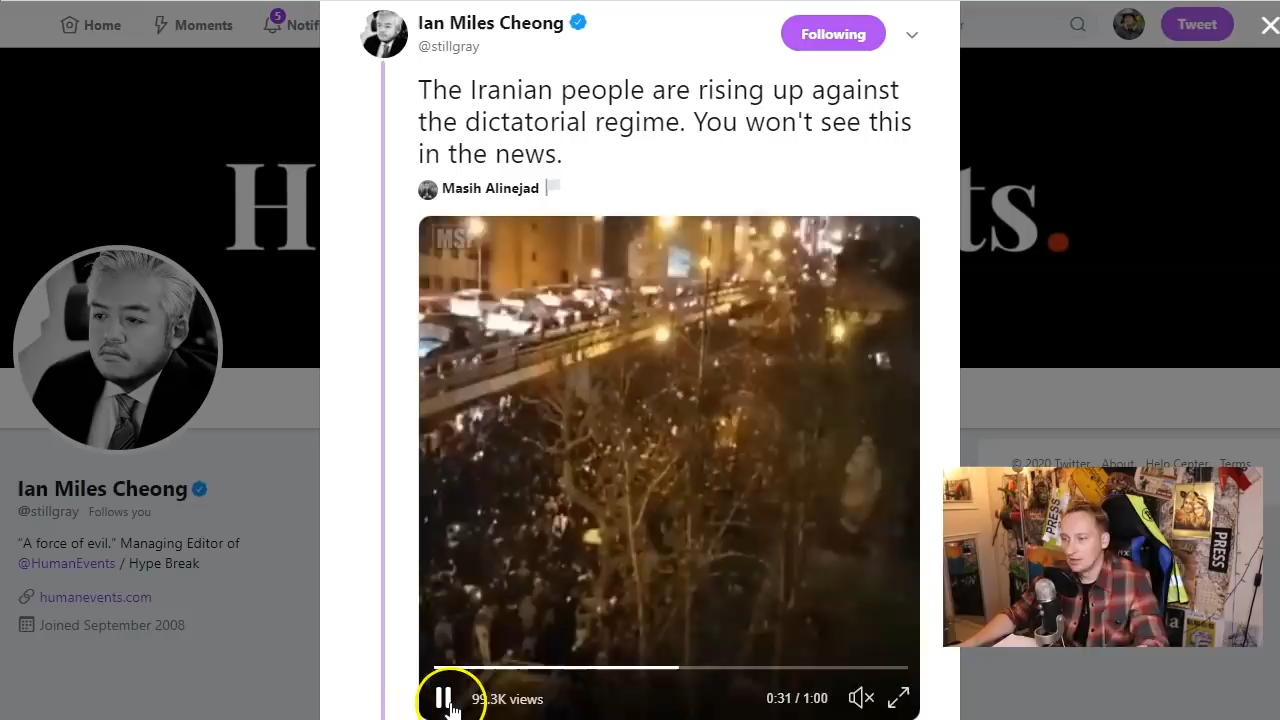 Home
Moments
5
Notif
Tweet
Ian Miles Cheong
@stillgray
Following
The Iranian people are rising up against
the dictatorial regime. You won't see this
in the news.
Masih Alinejad
H
ts.
99.3K views
0:31 / 1:00
Ian Miles Cheong
@stillgray Follows you
"A force of evil." Managing Editor of
@HumanEvents / Hype Break
humanevents.com
Joined September 2008
© 2020 Twitter About Help Center Terms
PRESS
PRESS